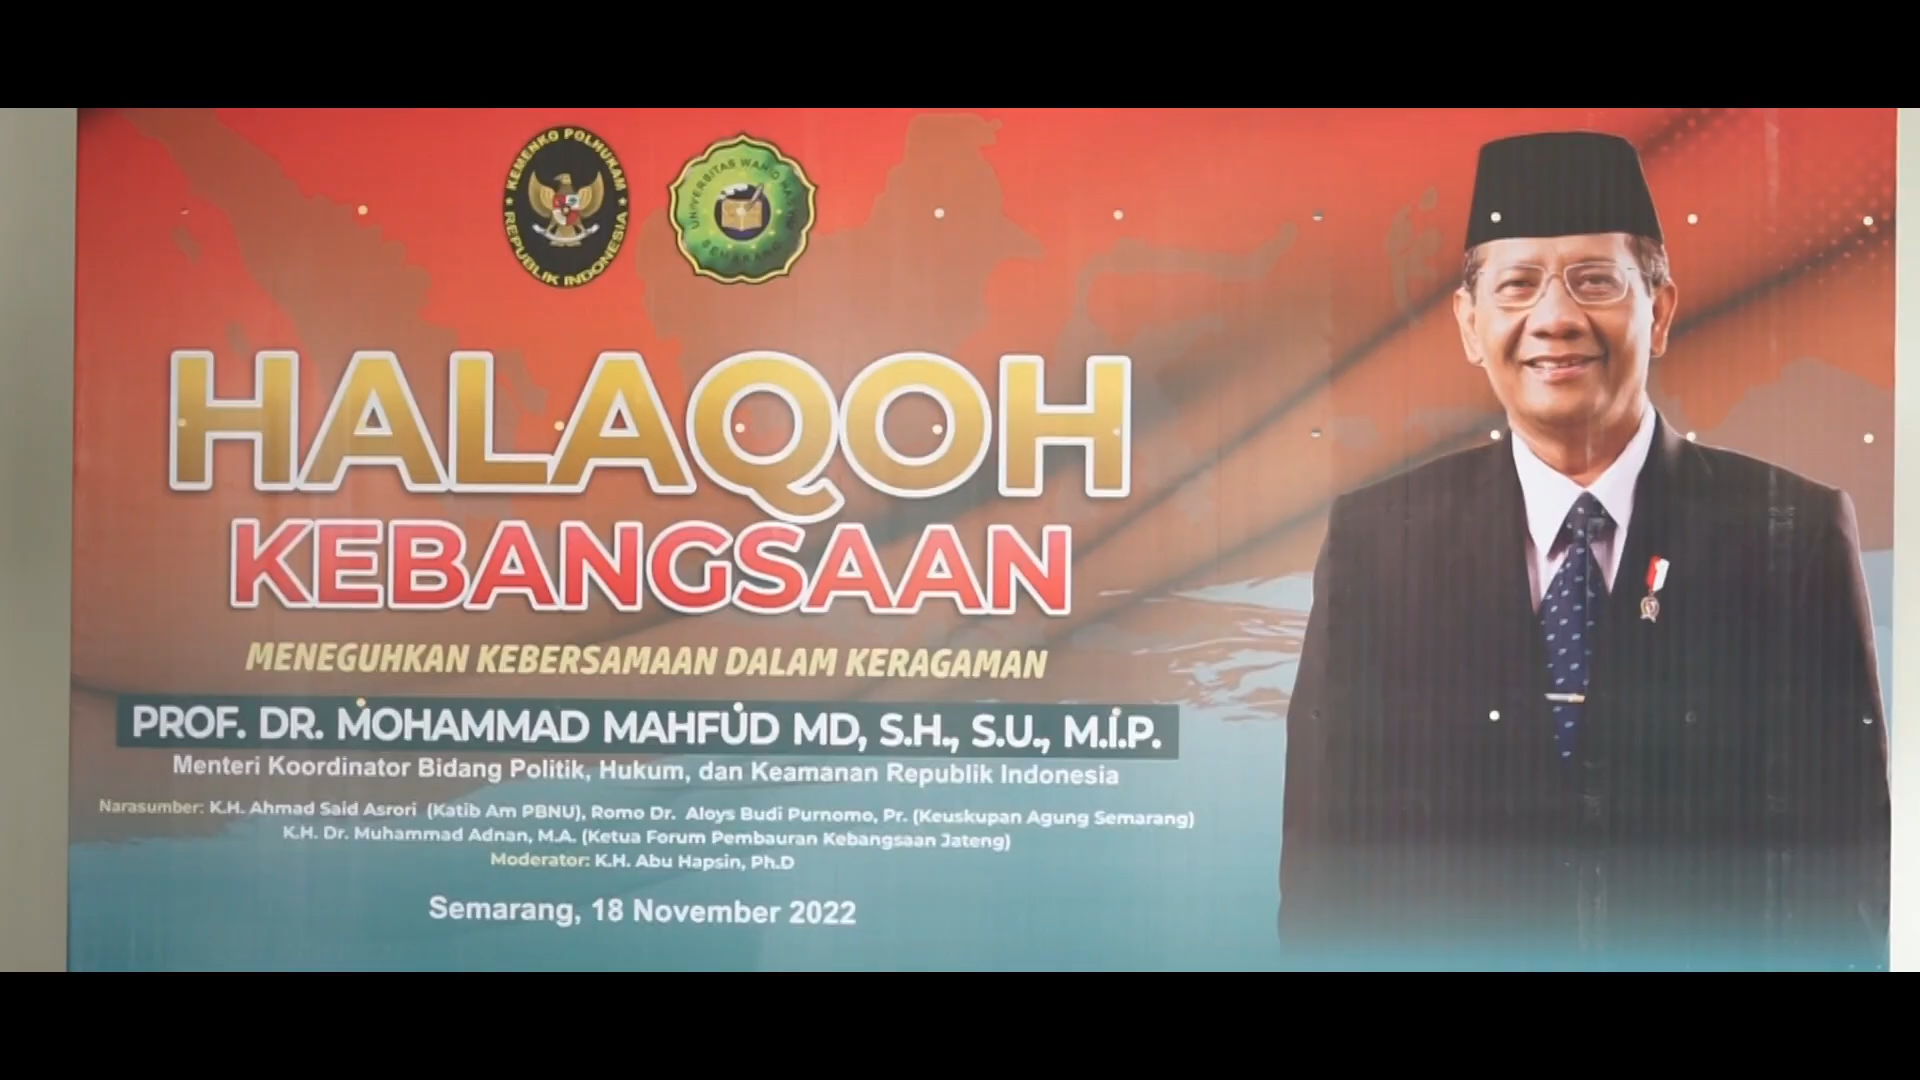 KEMENKO POLHUKAM
REPUBLIK INDONESIA
UNIVERSITAS WAHID HASYIM
SEMARANG
HALAQOH
KEBANGSAAN
MENEGUHKAN KEBERSAMAAN DALAM KERAGAMAN
PROF. DR. MOHAMMAD MAHFUD MD, S.H., S.U., M.I.P.
Menteri Koordinator Bidang Politik, Hukum, dan Keamanan Republik Indonesia
Narasumber: K.H. Ahmad Said Asrori (Katib Am PBNU), Romo Dr. Aloys Budi Purnomo, Pr. (Keuskupan Agung Semarang)
K.H. Dr. Muhammad Adnan, M.A. (Ketua Forum Pembauran Kebangsaan Jateng)
Moderator: K.H. Abu Hapsin, Ph.D
Semarang, 18 November 2022